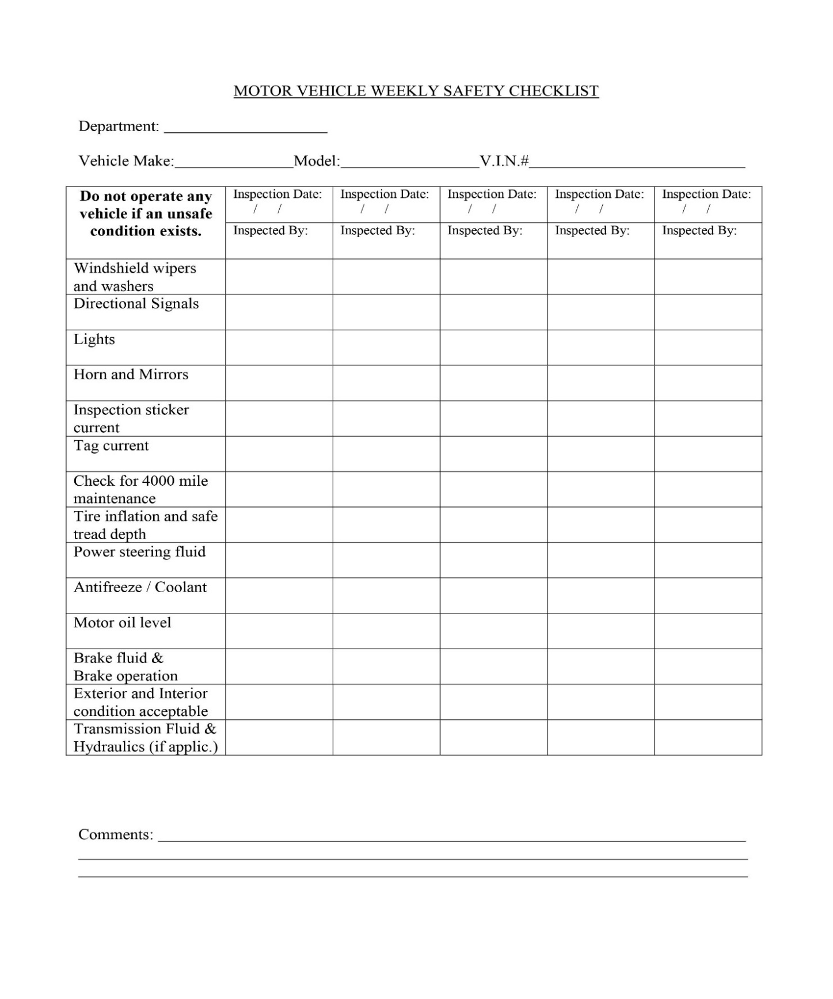 MOTOR VEHICLE WEEKLY SAFETY CHECKLIST
Department: ____________________
Vehicle Make:_______________Model:_________________V.I.N.#___________________________
Do not operate any
vehicle if an unsafe
condition exists.
Inspection Date: Inspection Date: Inspection Date: Inspection Date: Inspection Date:
/ / / / / / / / / /
Inspected By: Inspected By: Inspected By: Inspected By: Inspected By:
Windshield wipers
and washers
Directional Signals
Lights
Horn and Mirrors
Inspection sticker
current
Tag current
Check for 4000 mile
maintenance
Tire inflation and safe
tread depth
Power steering fluid
Antifreeze / Coolant
Motor oil level
Brake fluid &
Brake operation
Exterior and Interior
condition acceptable
Transmission Fluid &
Hydraulics (if applic.)
Comments: ____________________